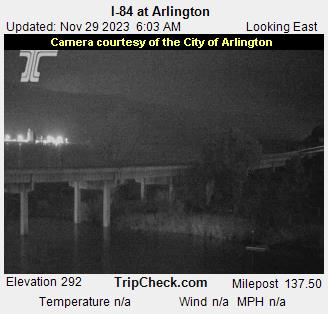 I-84 at Arlington
Updated: Nov 29 2023 6:03 AM Looking East
Camera courtesy of the City of Arlington
Elevation 292 TripCheck.com Milepost 137.50
Temperature n/a Wind n/a MPH n/a